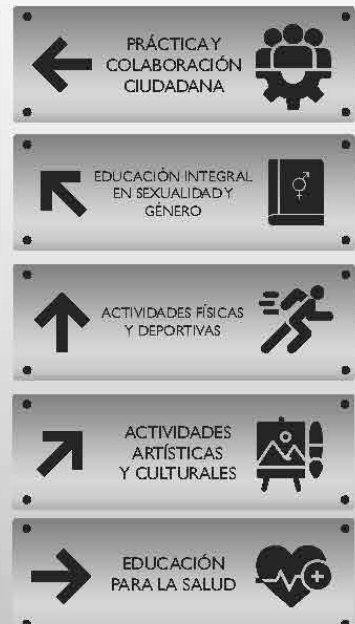 PRÁCTICA Y
COLABORACIÓN
CIUDADANA
EDUCACIÓN INTEGRAL
EN SEXUALIDAD Y
GÉNERO
ACTIVIDADES FÍSICAS
Y DEPORTIVAS
ACTIVIDADES
ARTÍSTICAS
Y CULTURALES
EDUCACIÓN
PARA LA SALUD